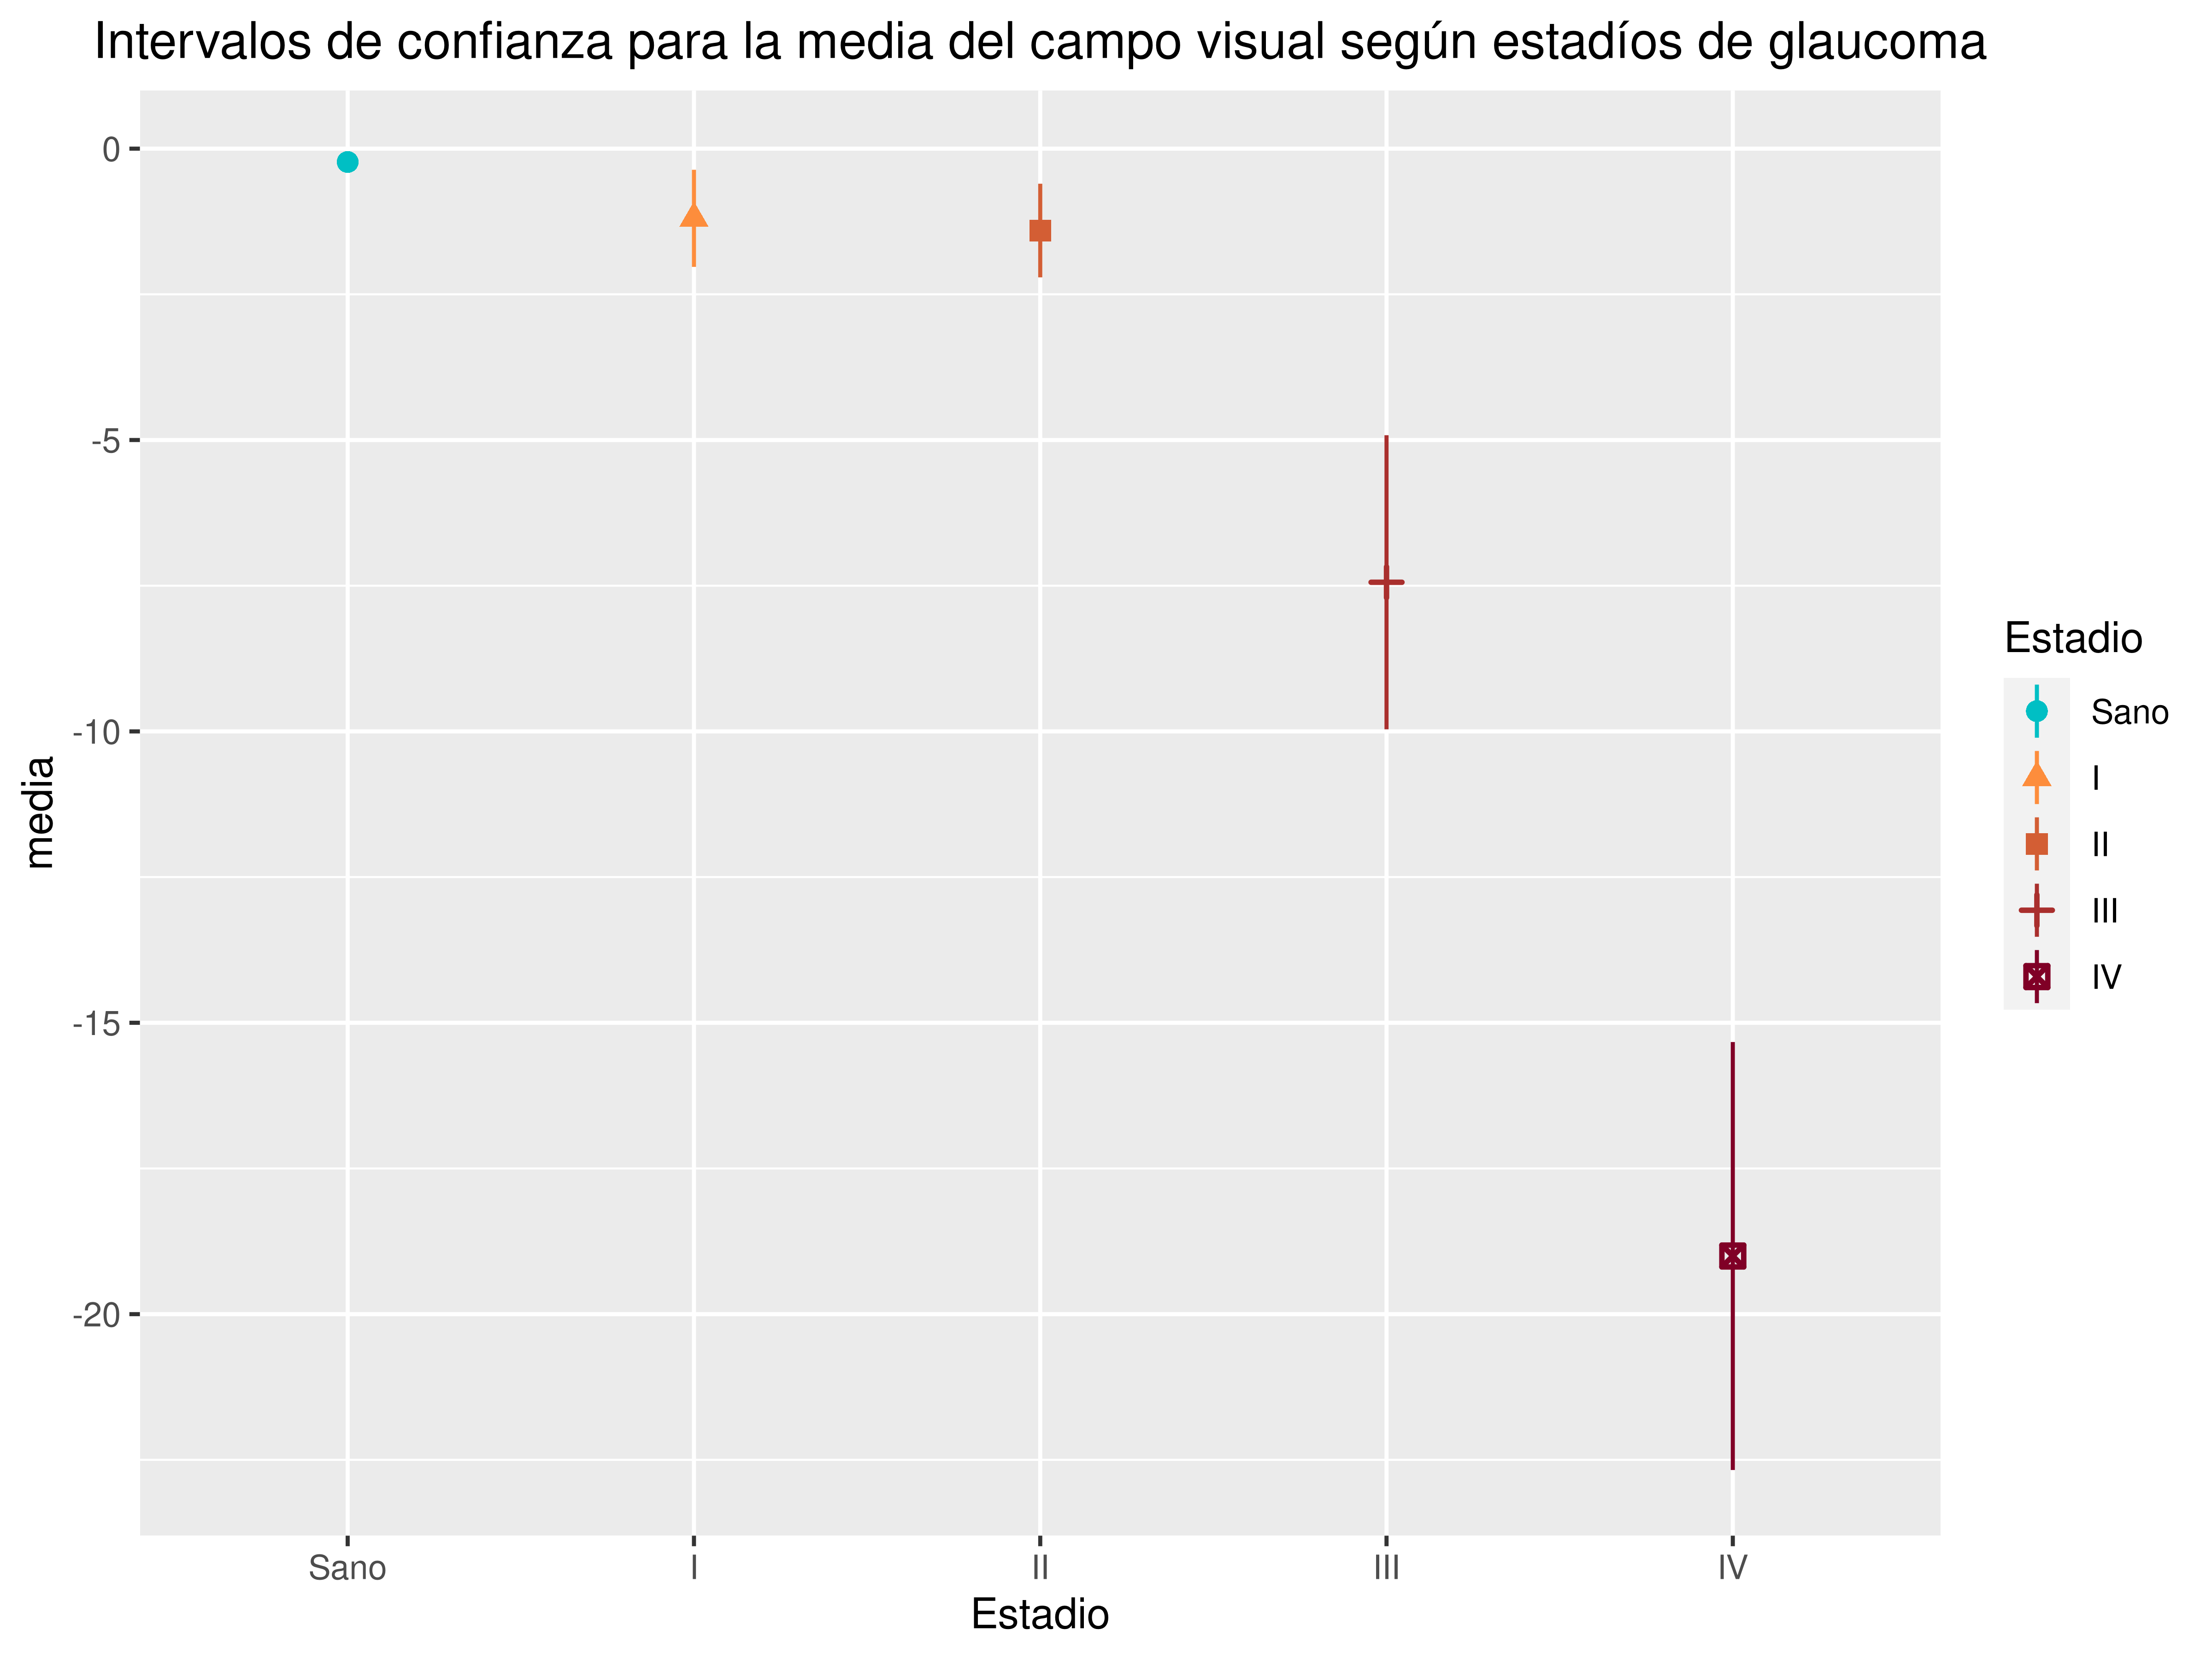 Intervalos de confianza para la media del campo visual según estadíos de glaucoma
0
-5
-10
-15
-20
media
Sano
I
II
III
IV
Estadio
Estadio
Sano
I
II
III
IV